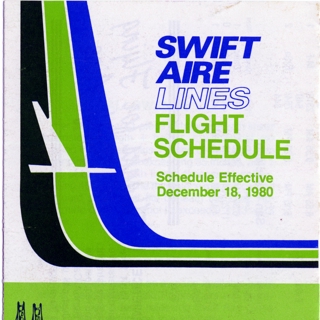 SWIFT
AIRE
LINES
FLIGHT
SCHEDULE
Schedule Effective
December 18, 1980